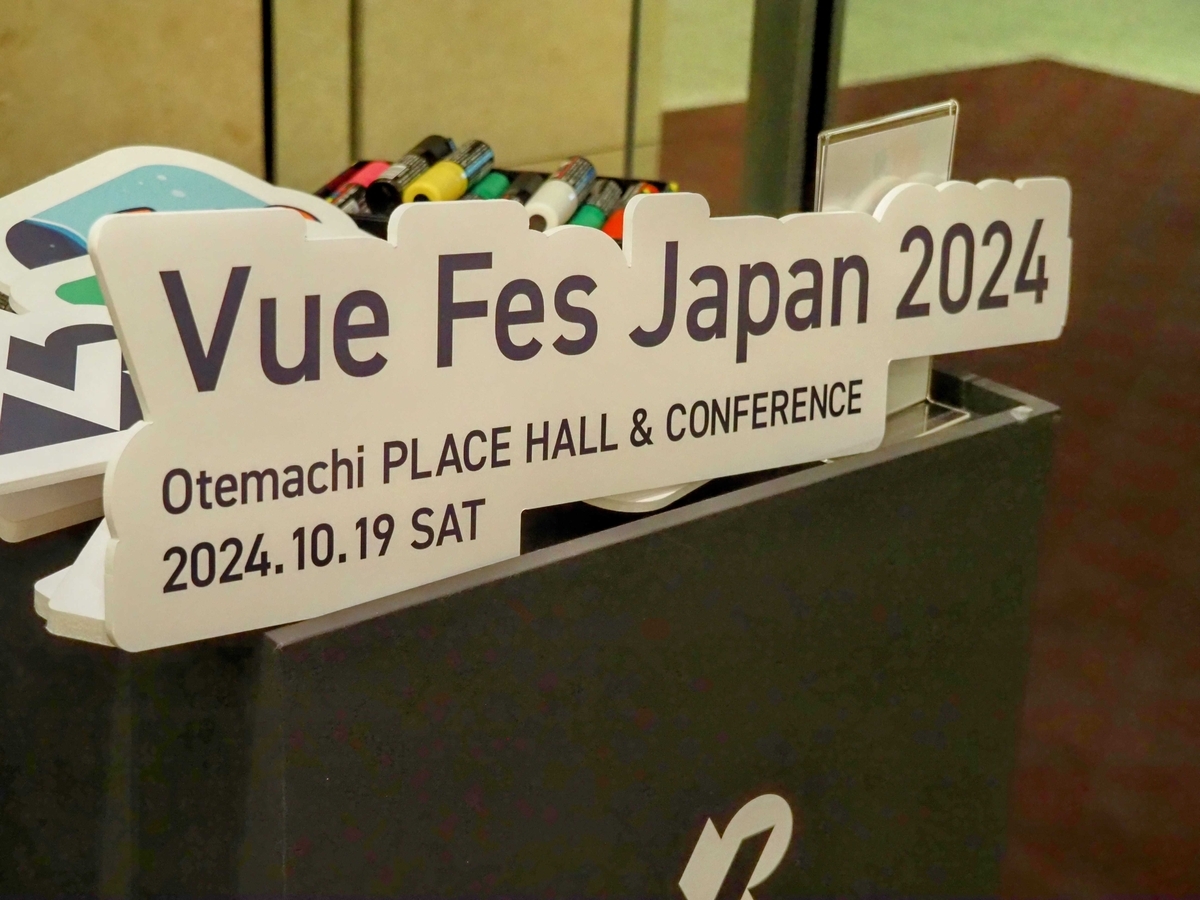 Vue Fes Japan 2024
Otemachi PLACE HALL & CONFERENCE
2024.10.19 SAT